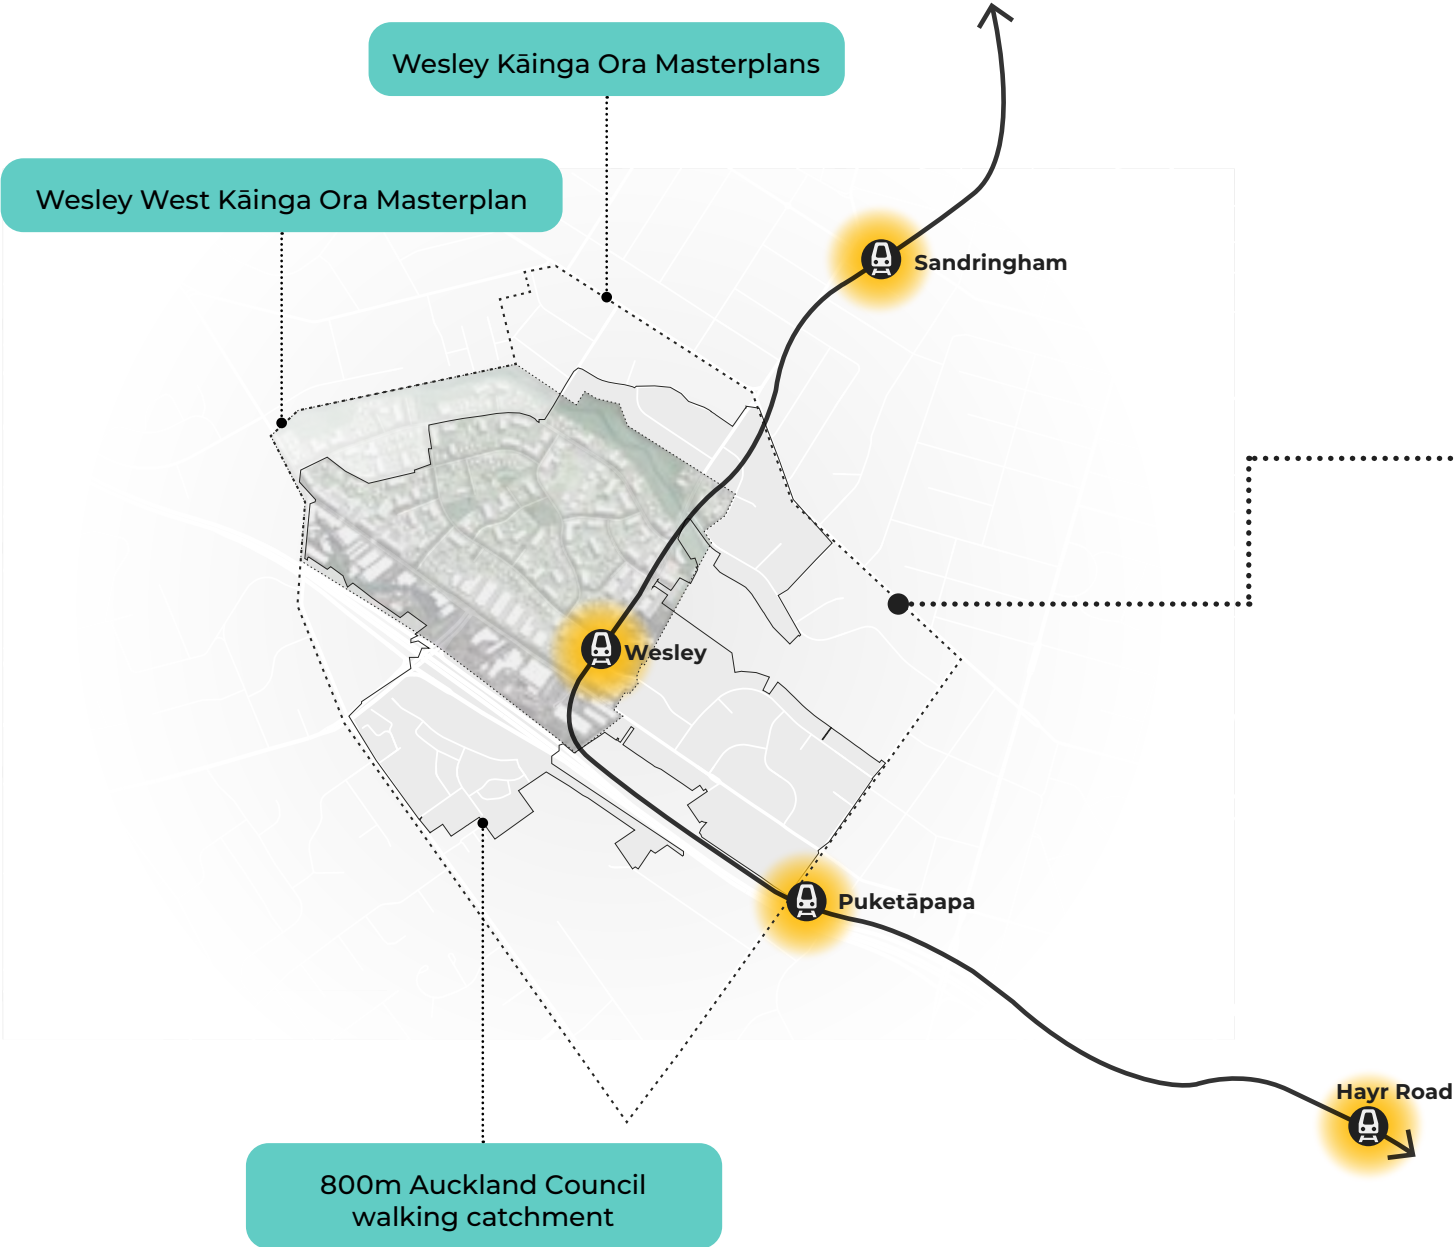 Wesley Kāinga Ora Masterplans
Wesley West Kāinga Ora Masterplan
Sandringham
Wesley
Puketāpapa
Hayr Road
800m Auckland Council
walking catchment